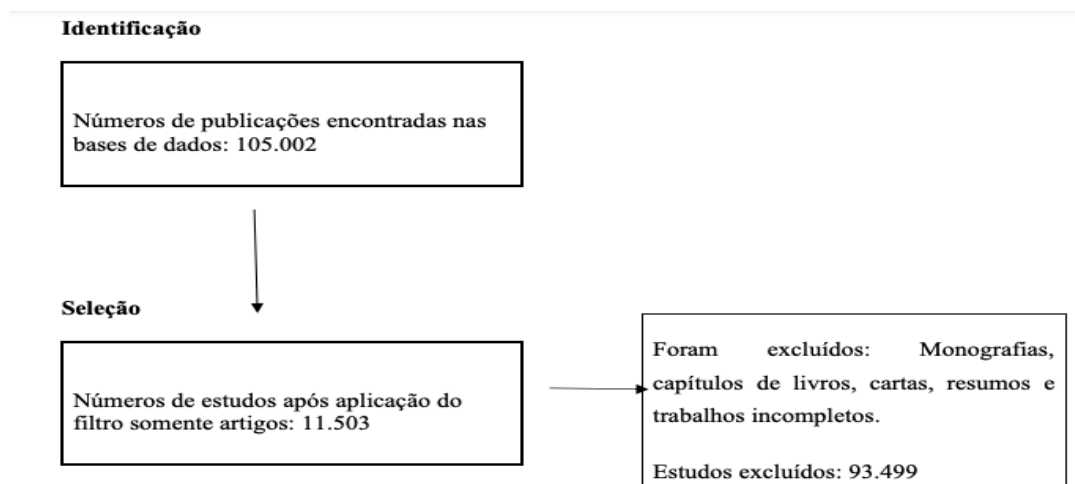 Identificação
Números de publicações encontradas nas
bases de dados: 105.002
Seleção
Números de estudos após aplicação do
filtro somente artigos: 11.503
Foram excluídos: Monografias,
capítulos de livros, cartas, resumos e
trabalhos incompletos.
Estudos excluídos: 93.499